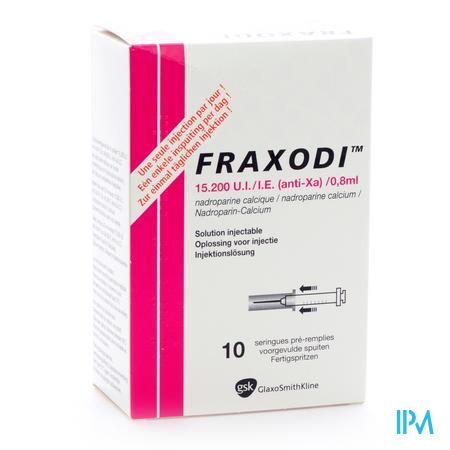 Une seule injection par jour !
Eén enkele inspuiting per dag !
Zur einmal täglichen Injektion !
FRAXODI™
15.200 U.I./I.E. (anti-Xa) /0,8ml
nadroparine calcique / nadroparine calcium /
Nadroparin-Calcium
Solution injectable
Oplossing voor injectie
Injektionslösung
10 seringues pré-remplies
voorgevulde spuiten
Fertigspritzen
gsk GlaxoSmithKline
IPM